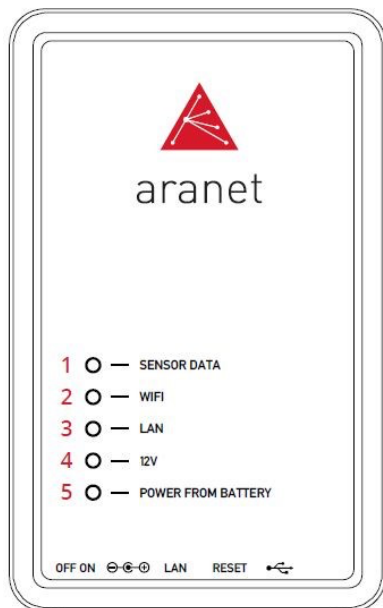 aranet
1 SENSOR DATA
2 WIFI
3 LAN
4 12V
5 POWER FROM BATTERY
OFF ON LAN RESET